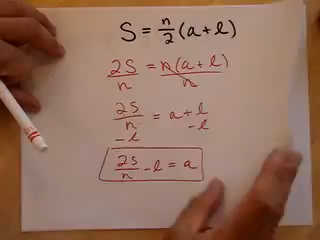 S = n/2 (a + l)
2S/n = n(a + l)/n
2S/n = a + l
-l -l
2S/n - l = a